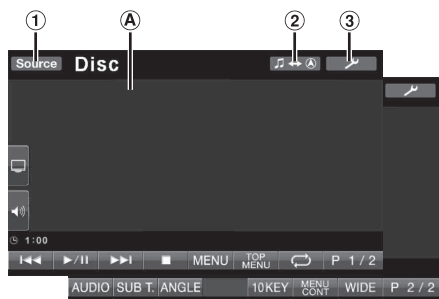 1 A 2 3
Source Disc
1:00
MENU TOP MENU P 1/2
AUDIO SUB T. ANGLE 10KEY MENU CONT WIDE P 2/2